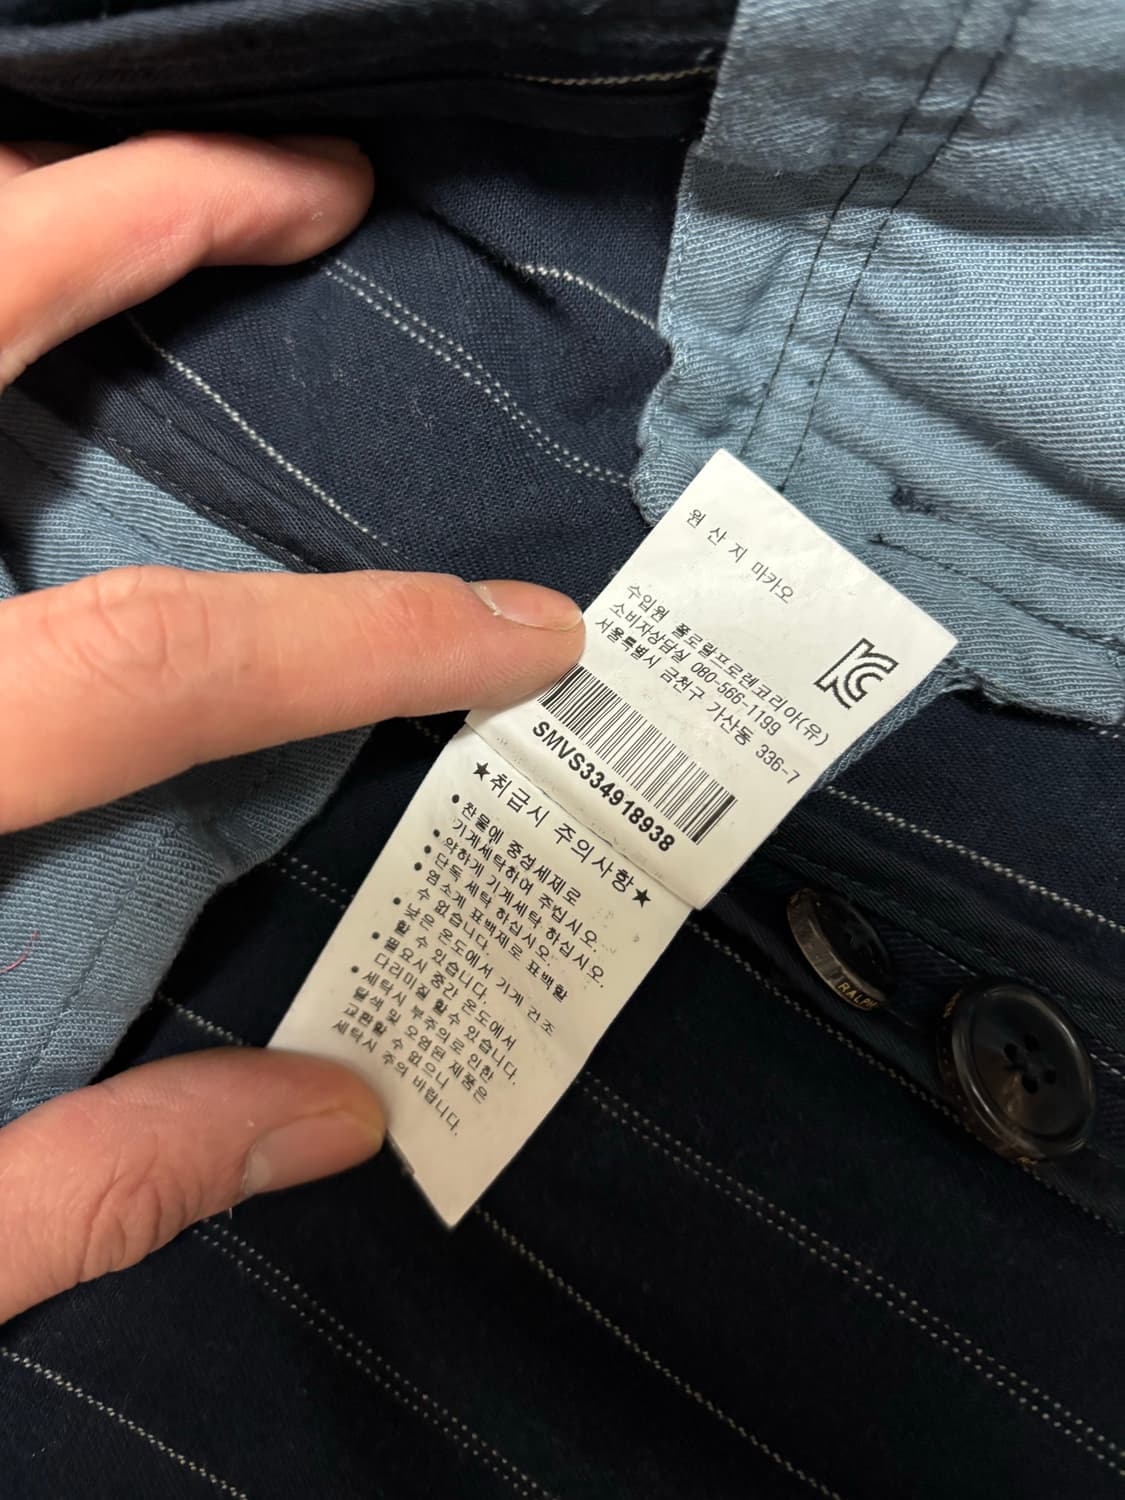 원 산 지 마카오
수입원 폴로랄프로렌코리아(유)
소비자상담실 080-566-1199
서울특별시 금천구 가산동 336-7
SMVS334918938
★취급시 주의사항★
• 찬물에 중성세제로
기계세탁하여 주십시오.
• 약하게 기계세탁 하십시오.
• 단독 세탁 하십시오.
• 염소계 표백제로 표백할
수 없습니다.
• 낮은 온도에서 기계 건조
할 수 있습니다.
• 필요시 중간 온도에서
다리미질 할수 있습니다.
• 세탁시 부주의로 인한
탈색 및 오염된 제품은
교환할 수 없으니
세탁시 주의 바랍니다.
RALPH